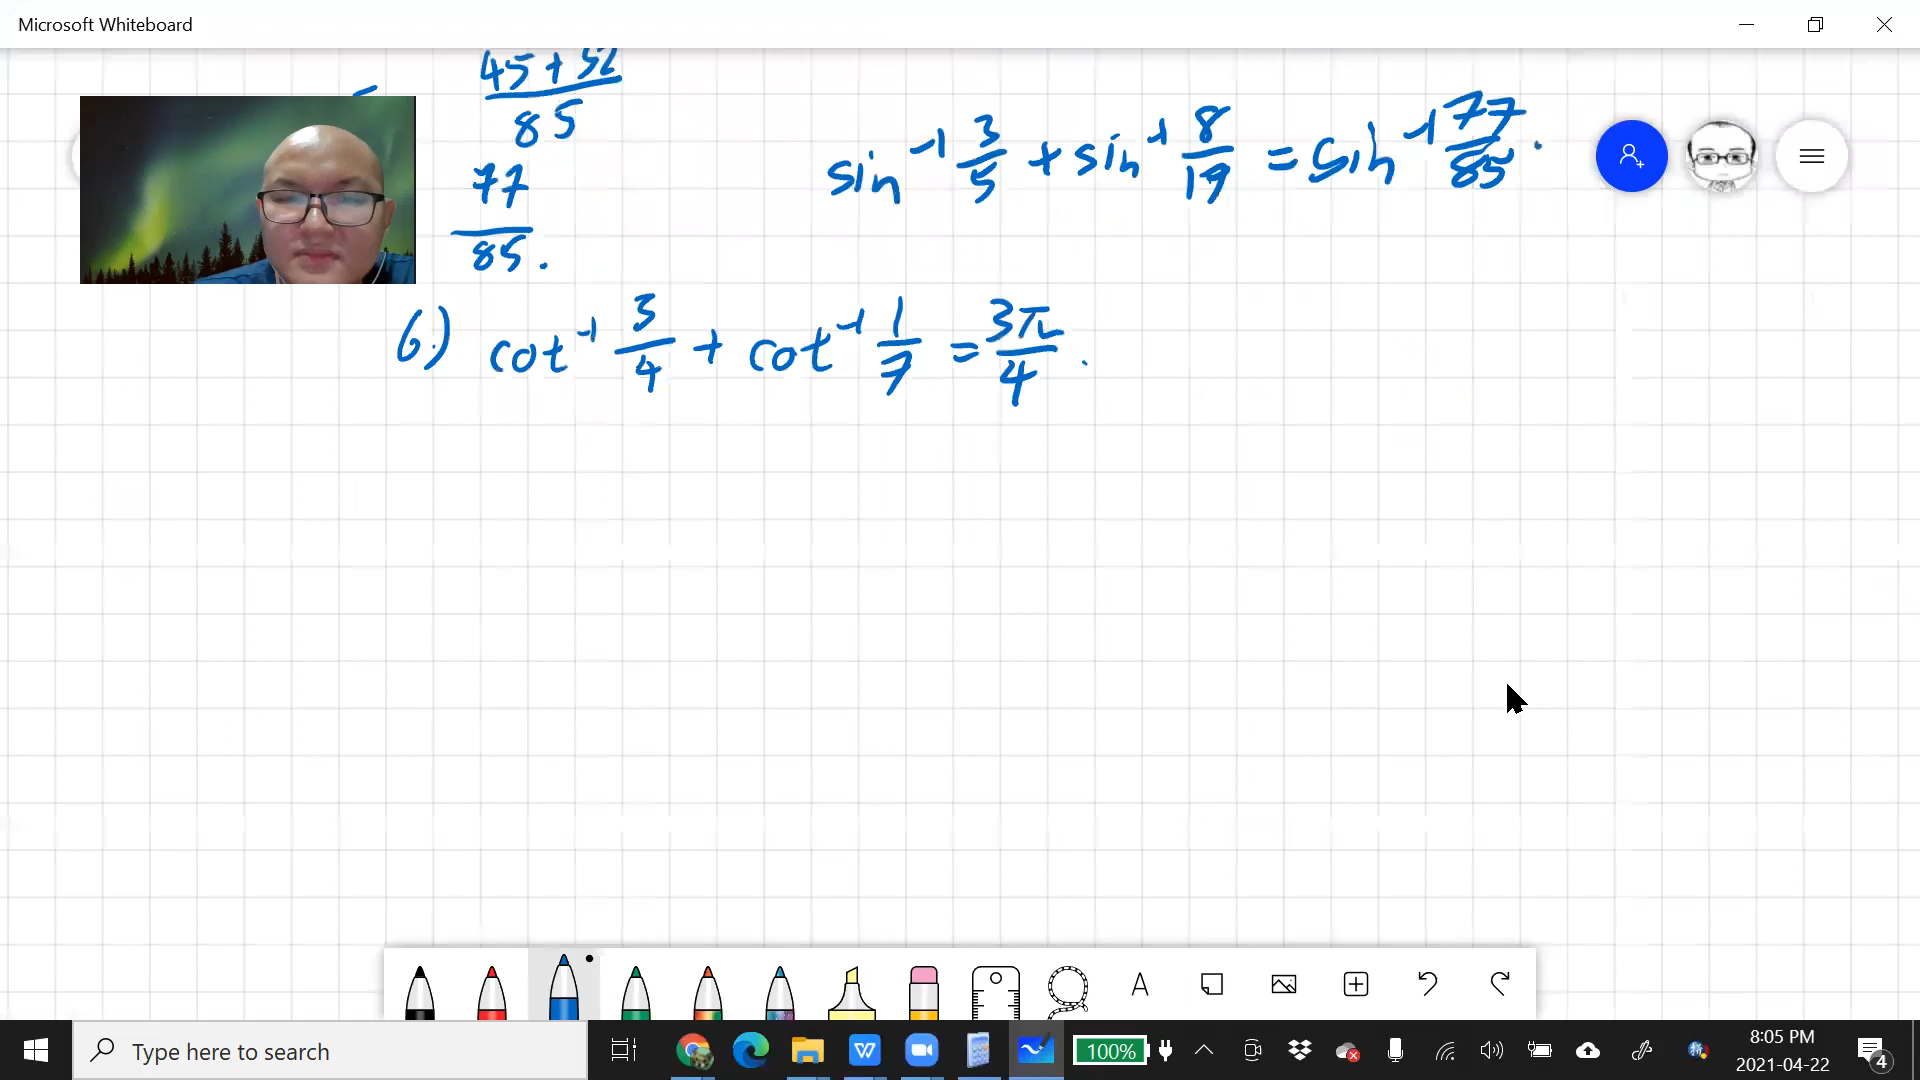 Microsoft Whiteboard
45 + 32
85
77
85.
sin⁻¹ 3/5 + sin⁻¹ 8/19 = sin⁻¹ 77/85.
6.) cot⁻¹ 3/4 + cot⁻¹ 1/7 = 3π/4.
A
Type here to search
100%
8:05 PM
2021-04-22
4